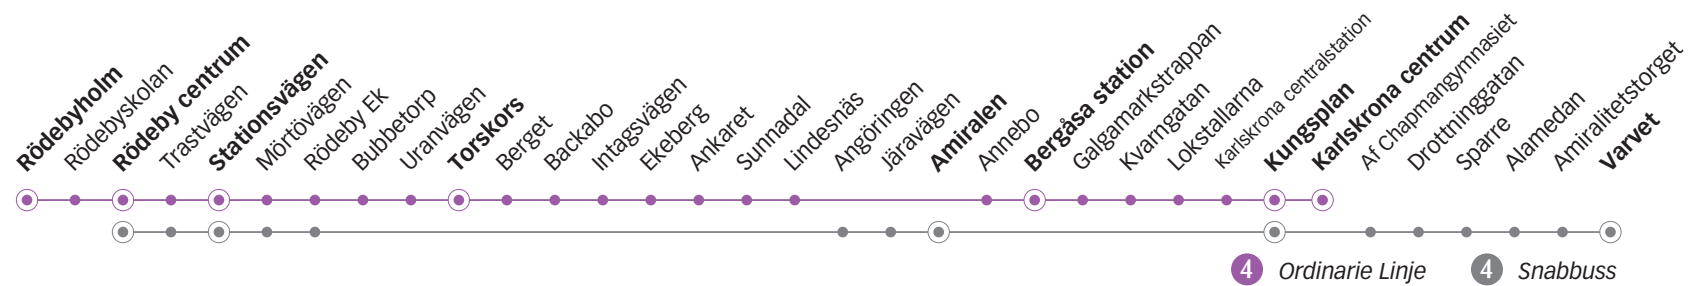 Rödebyholm
Rödebyskolan
Rödeby centrum
Trastvägen
Stationsvägen
Mörtövägen
Rödeby Ek
Bubbetorp
Uranvägen
Torskors
Berget
Backabo
Intagsvägen
Ekeberg
Ankaret
Sunnadal
Lindesnäs
Angöringen
Järavägen
Amiralen
Annebo
Bergåsa station
Galgamarkstrappan
Kvarngatan
Lokstallarna
Karlskrona centralstation
Kungsplan
Karlskrona centrum
Af Chapmangymnasiet
Drottninggatan
Sparre
Alamedan
Amiralitetstorget
Varvet
4 Ordinarie Linje
4 Snabbuss